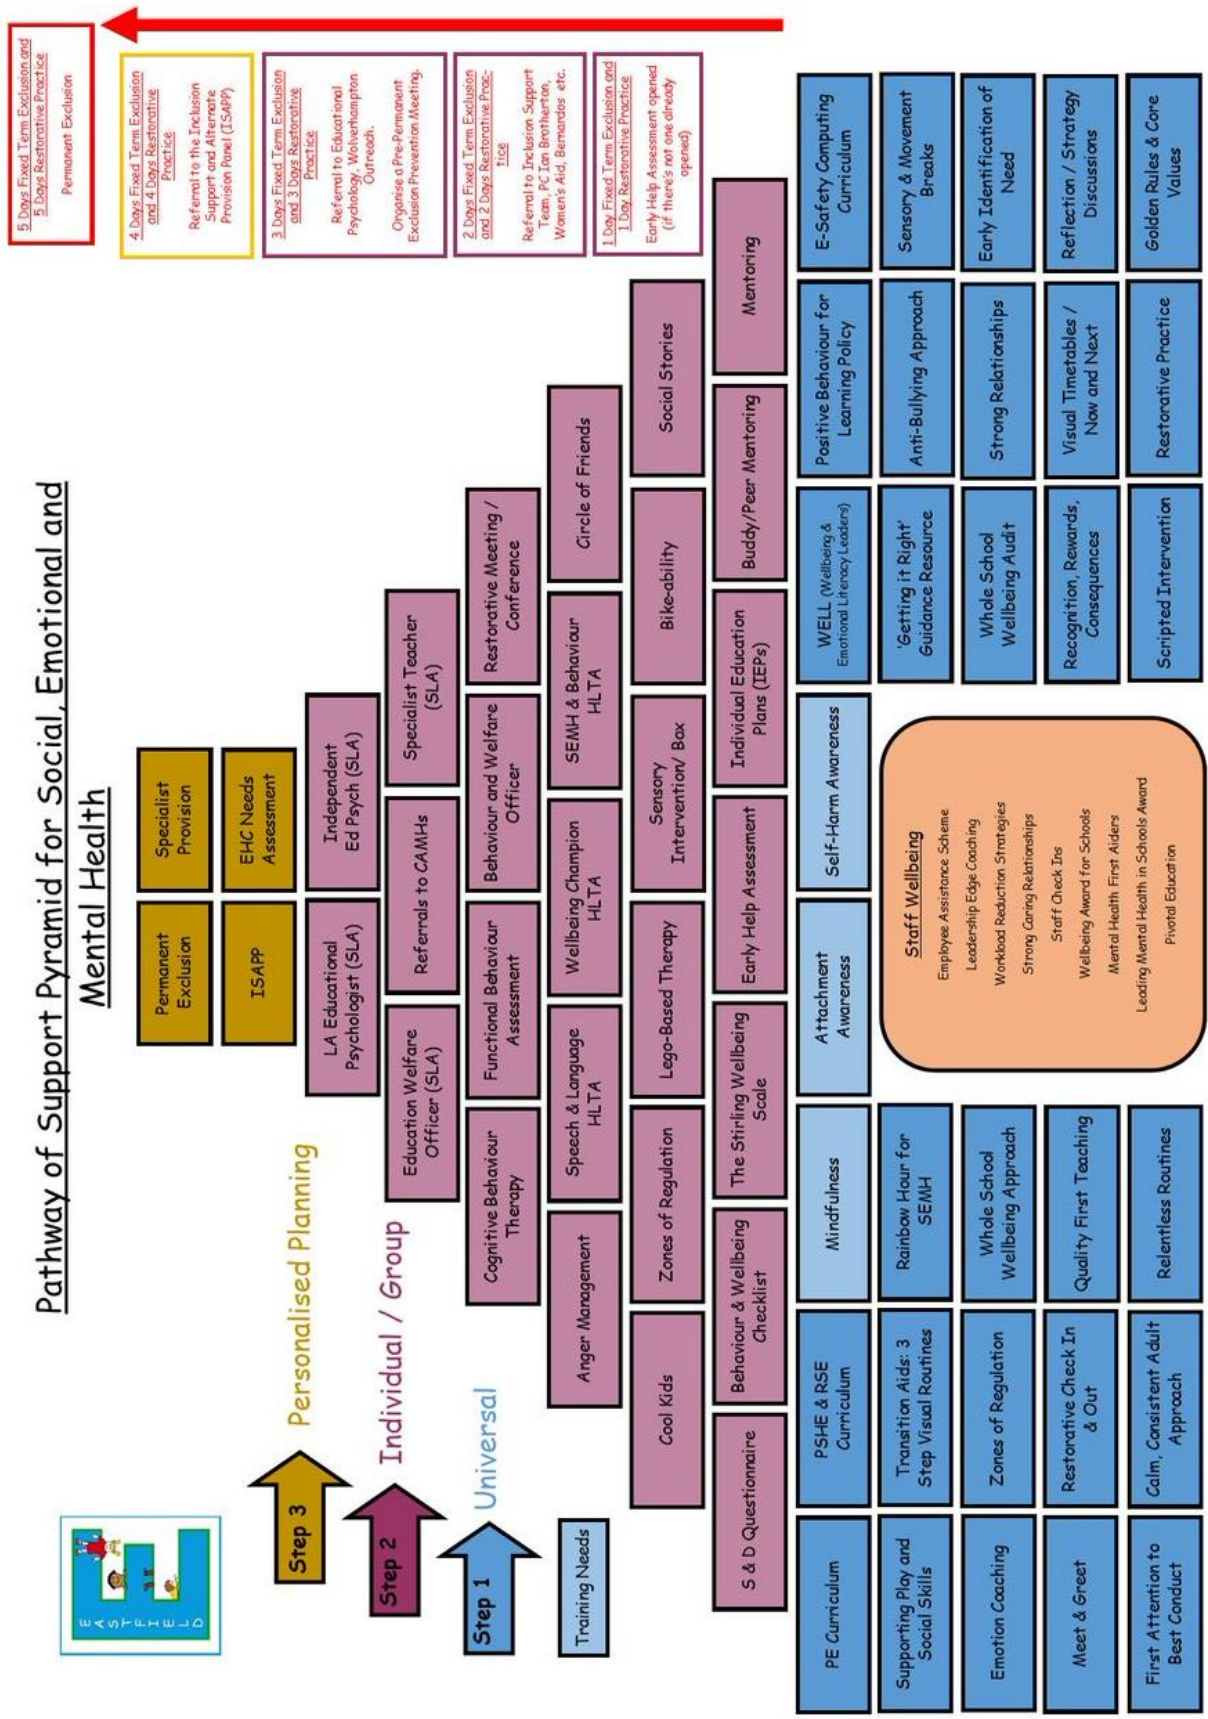 Pathway of Support Pyramid for Social, Emotional and
Mental Health
EASTFIELD
Step 3
Personalised Planning
Step 2
Individual / Group
Step 1
Universal
Training Needs
5 Days Fixed Term Exclusion and
5 Days Restorative Practice
Permanent Exclusion
4 Days Fixed Term Exclusion
and 4 Days Restorative
Practice
Referral to the Inclusion
Support and Alternate
Provision Panel (ISAPP)
3 Days Fixed Term Exclusion
and 3 Days Restorative
Practice
Referral to Educational
Psychology, Wolverhampton
Outreach.
Organise a Pre-Permanent
Exclusion Prevention Meeting.
2 Days Fixed Term Exclusion
and 2 Days Restorative Prac-
tice
Referral to Inclusion Support
Team, PC Ian Brotherton,
Women's Aid, Bernardos etc.
1 Day Fixed Term Exclusion and
1 Day Restorative Practice
Early Help Assessment opened
(if there's not one already
opened)
Permanent
Exclusion
Specialist
Provision
ISAPP
EHC Needs
Assessment
LA Educational
Psychologist (SLA)
Independent
Ed Psych (SLA)
Education Welfare
Officer (SLA)
Referrals to CAMHs
Specialist Teacher
(SLA)
Cognitive Behaviour
Therapy
Functional Behaviour
Assessment
Behaviour and Welfare
Officer
Restorative Meeting /
Conference
Anger Management
Speech & Language
HLTA
Wellbeing Champion
HLTA
SEMH & Behaviour
HLTA
Circle of Friends
Cool Kids
Zones of Regulation
Lego-Based Therapy
Sensory
Intervention/ Box
Bike-ability
Social Stories
S & D Questionnaire
Behaviour & Wellbeing
Checklist
The Stirling Wellbeing
Scale
Early Help Assessment
Individual Education
Plans (IEPs)
Buddy/Peer Mentoring
Mentoring
PE Curriculum
PSHE & RSE
Curriculum
Mindfulness
Attachment
Awareness
Self-Harm Awareness
WELL (Wellbeing &
Emotional Literacy Leaders)
Positive Behaviour for
Learning Policy
E-Safety Computing
Curriculum
Supporting Play and
Social Skills
Transition Aids: 3
Step Visual Routines
Rainbow Hour for
SEMH
'Getting it Right'
Guidance Resource
Anti-Bullying Approach
Sensory & Movement
Breaks
Emotion Coaching
Zones of Regulation
Whole School
Wellbeing Approach
Whole School
Wellbeing Audit
Strong Relationships
Early Identification of
Need
Meet & Greet
Restorative Check In
& Out
Quality First Teaching
Recognition, Rewards,
Consequences
Visual Timetables /
Now and Next
Reflection / Strategy
Discussions
First Attention to
Best Conduct
Calm, Consistent Adult
Approach
Relentless Routines
Scripted Intervention
Restorative Practice
Golden Rules & Core
Values
Staff Wellbeing
Employee Assistance Scheme
Leadership Edge Coaching
Workload Reduction Strategies
Strong Caring Relationships
Staff Check Ins
Wellbeing Award for Schools
Mental Health First Aiders
Leading Mental Health in Schools Award
Pivotal Education